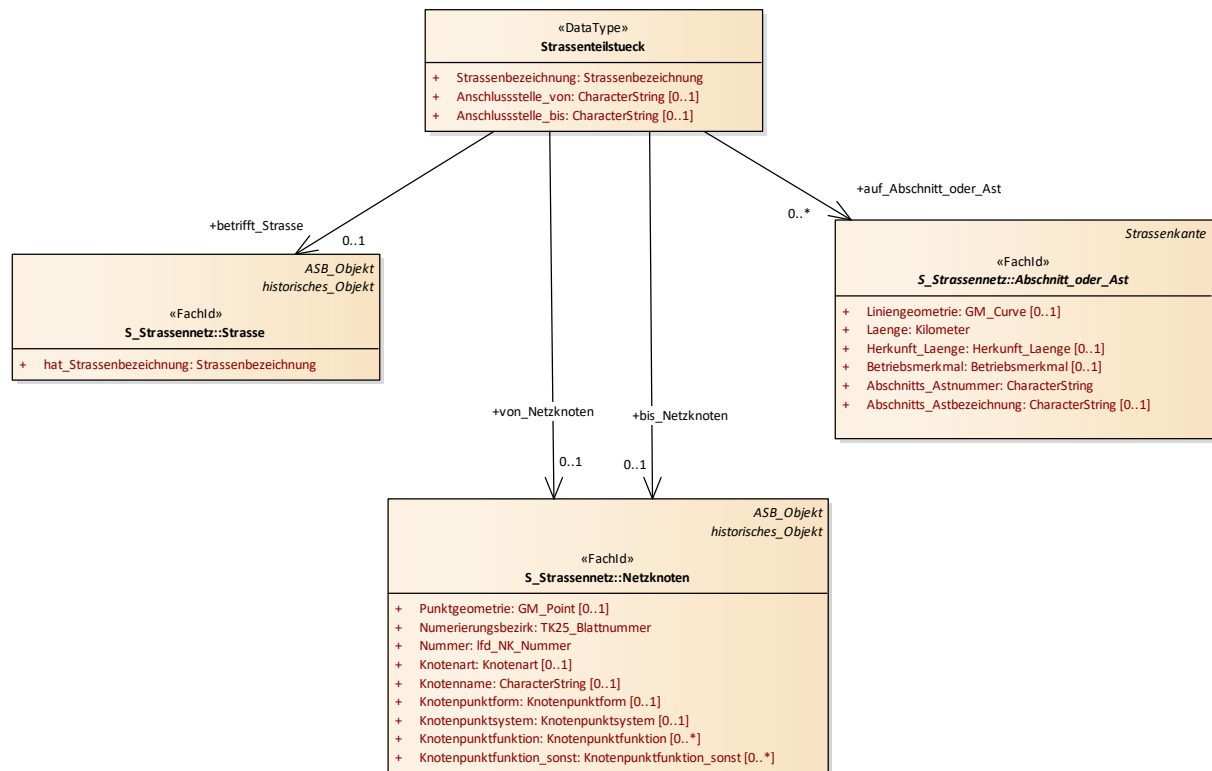 «DataType»
Strassenteilstueck
+ Strassenbezeichnung: Strassenbezeichnung
+ Anschlussstelle_von: CharacterString [0..1]
+ Anschlussstelle_bis: CharacterString [0..1]
+betrifft_Strasse
0..1
+auf_Abschnitt_oder_Ast
0..*
ASB_Objekt
historisches_Objekt
«FachId»
S_Strassennetz::Strasse
+ hat_Strassenbezeichnung: Strassenbezeichnung
Strassenkante
«FachId»
S_Strassennetz::Abschnitt_oder_Ast
+ Liniengeometrie: GM_Curve [0..1]
+ Laenge: Kilometer
+ Herkunft_Laenge: Herkunft_Laenge [0..1]
+ Betriebsmerkmal: Betriebsmerkmal [0..1]
+ Abschnitts_Astnummer: CharacterString
+ Abschnitts_Astbezeichnung: CharacterString [0..1]
+von_Netzknoten
0..1
+bis_Netzknoten
0..1
ASB_Objekt
historisches_Objekt
«FachId»
S_Strassennetz::Netzknoten
+ Punktgeometrie: GM_Point [0..1]
+ Numerierungsbezirk: TK25_Blattnummer
+ Nummer: lfd_NK_Nummer
+ Knotenart: Knotenart [0..1]
+ Knotenname: CharacterString [0..1]
+ Knotenpunktform: Knotenpunktform [0..1]
+ Knotenpunktsystem: Knotenpunktsystem [0..1]
+ Knotenpunktfunktion: Knotenpunktfunktion [0..*]
+ Knotenpunktfunktion_sonst: Knotenpunktfunktion_sonst [0..*]